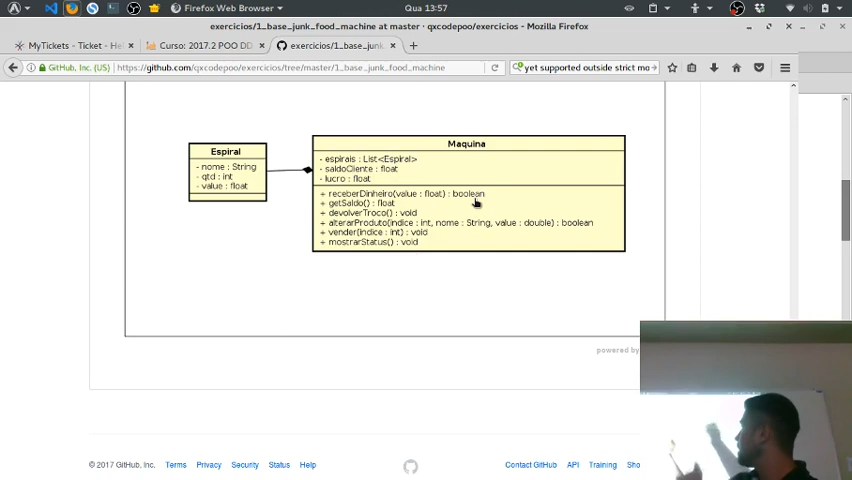 Firefox Web Browser
Qua 13:57
exercicios/1_base_junk_food_machine at master · qxcodepoo/exercicios - Mozilla Firefox
MyTickets - Ticket - Hel
Curso: 2017.2 POO DD
exercicios/1_base_junk_
GitHub, Inc. (US)
https://github.com/qxcodepoo/exercicios/tree/master/1_base_junk_food_machine
yet supported outside strict mo
Espiral
- nome : String
- qtd : int
- value : float
Maquina
- espirais : List<Espiral>
- saldoCliente : float
- lucro : float
+ receberDinheiro(value : float) : boolean
+ getSaldo() : float
+ devolverTroco() : void
+ alterarProduto(indice : int, nome : String, value : double) : boolean
+ vender(indice : int) : void
+ mostrarStatus() : void
powered by
© 2017 GitHub, Inc. Terms Privacy Security Status Help
Contact GitHub API Training Sho